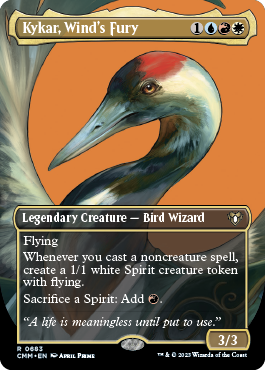 Kykar, Wind's Fury 1
Legendary Creature — Bird Wizard
Flying
Whenever you cast a noncreature spell,
create a 1/1 white Spirit creature token
with flying.
Sacrifice a Spirit: Add
“A life is meaningless until to put to use.”
3/3
R 0683
CMM • EN April Prime
™ & © 2023 Wizards of the Coast